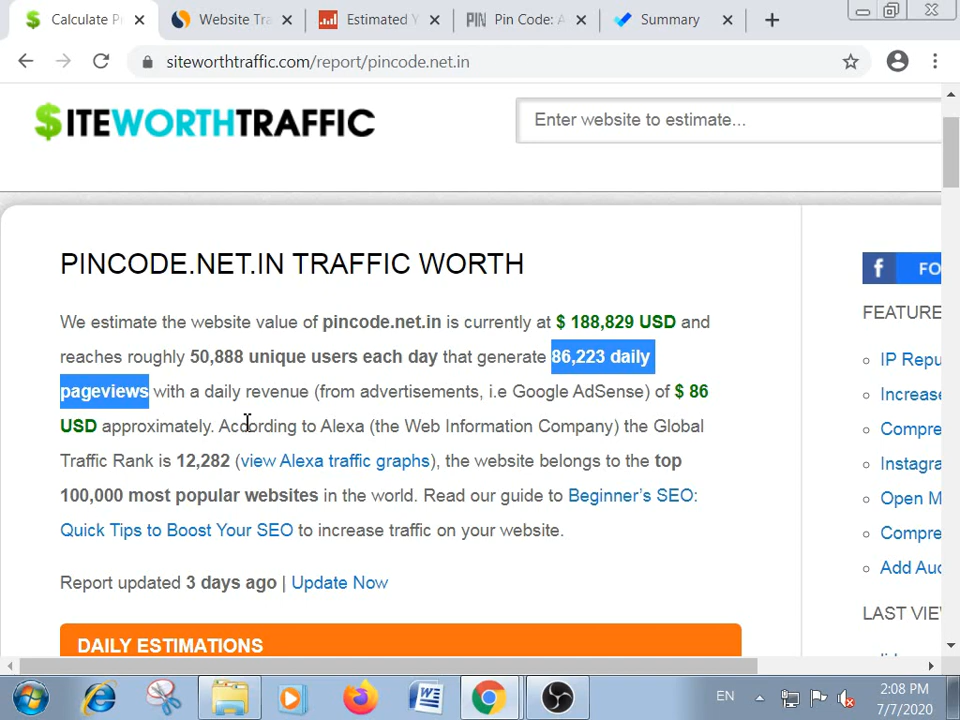 Calculate P
Website Tra
Estimated Y
PIN
Pin Code: A
Summary
siteworthtraffic.com/report/pincode.net.in
$ITEWORTHTRAFFIC
Enter website to estimate...
PINCODE.NET.IN TRAFFIC WORTH
We estimate the website value of pincode.net.in is currently at $ 188,829 USD and
reaches roughly 50,888 unique users each day that generate 86,223 daily
pageviews with a daily revenue (from advertisements, i.e Google AdSense) of $ 86
USD approximately. According to Alexa (the Web Information Company) the Global
Traffic Rank is 12,282 (view Alexa traffic graphs), the website belongs to the top
100,000 most popular websites in the world. Read our guide to Beginner's SEO:
Quick Tips to Boost Your SEO to increase traffic on your website.
Report updated 3 days ago | Update Now
DAILY ESTIMATIONS
f FO
FEATURE
IP Repu
Increase
Compre
Instagra
Open M
Compre
Add Aud
LAST VIE
EN
2:08 PM
7/7/2020